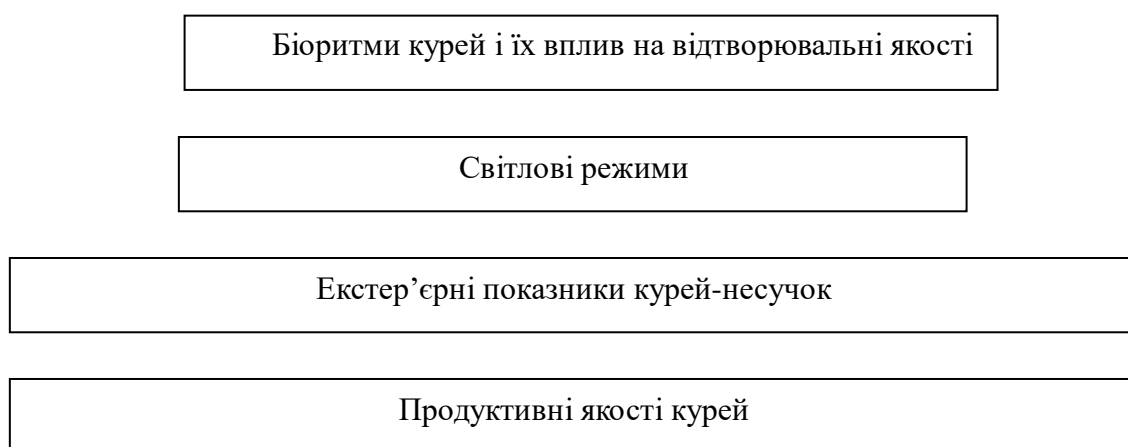 Біоритми курей і їх вплив на відтворювальні якості
Світлові режими
Екстер’єрні показники курей-несучок
Продуктивні якості курей